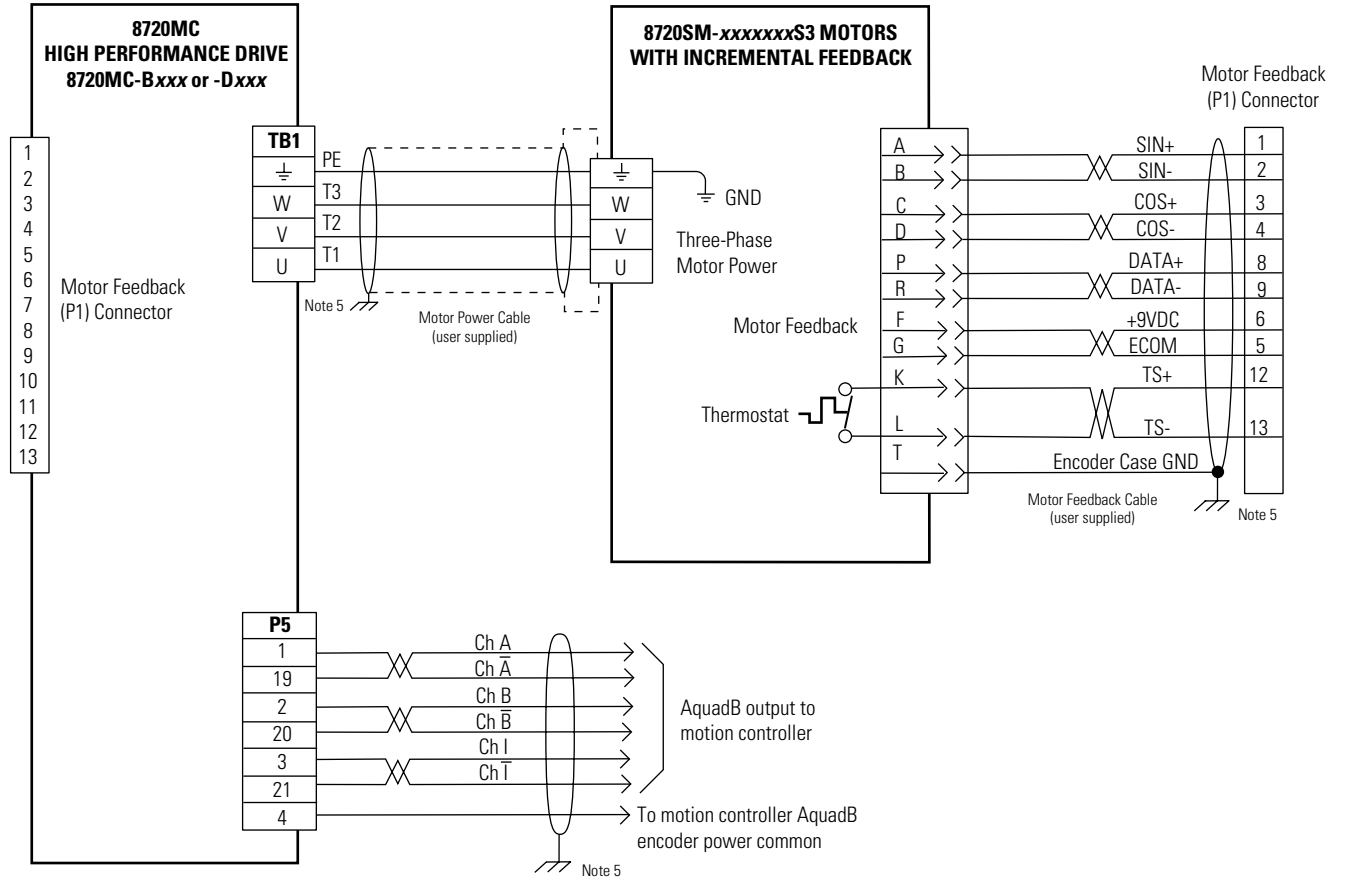 8720MC
HIGH PERFORMANCE DRIVE
8720MC-Bxxx or -Dxxx
1
2
3
4
5
6
7
8
9
10
11
12
13
Motor Feedback
(P1) Connector
TB1
W
V
U
PE
T3
T2
T1
Note 5
Motor Power Cable
(user supplied)
8720SM-xxxxxxxS3 MOTORS
WITH INCREMENTAL FEEDBACK
W
V
U
GND
Three-Phase
Motor Power
Motor Feedback
Thermostat
A
B
C
D
P
R
F
G
K
L
T
SIN+
SIN-
COS+
COS-
DATA+
DATA-
+9VDC
ECOM
TS+
TS-
Encoder Case GND
Motor Feedback Cable
(user supplied)
Motor Feedback
(P1) Connector
1
2
3
4
8
9
6
5
12
13
Note 5
P5
1
19
2
20
3
21
4
Ch A
Ch A̅
Ch B
Ch B̅
Ch I
Ch I̅
AquadB output to
motion controller
To motion controller AquadB
encoder power common
Note 5